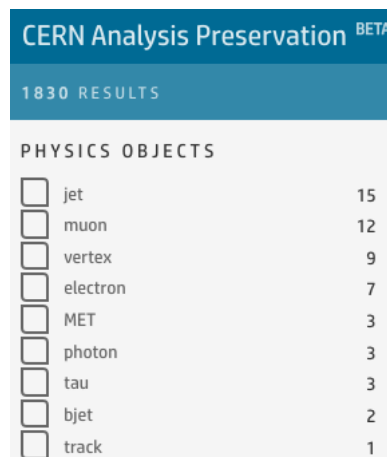 CERN Analysis Preservation BETA
1830 RESULTS
PHYSICS OBJECTS
jet 15
muon 12
vertex 9
electron 7
MET 3
photon 3
tau 3
bjet 2
track 1